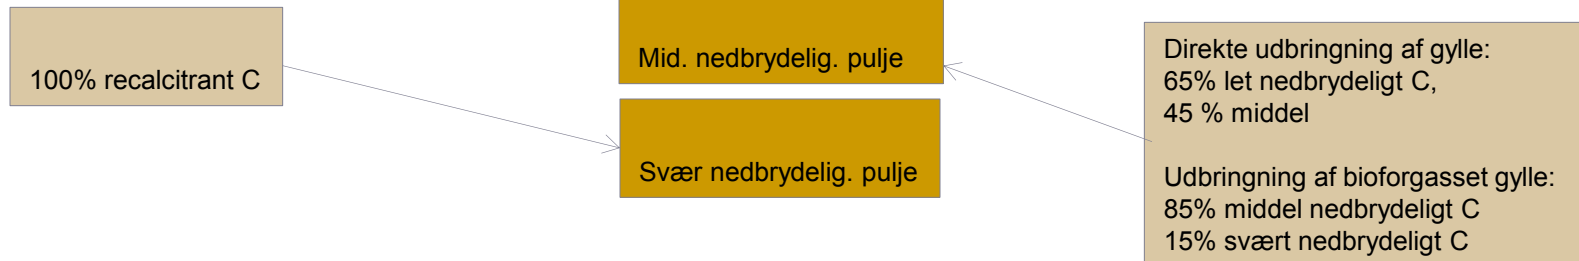 100% recalcitrant C
Mid. nedbrydelig. pulje
Svær nedbrydelig. pulje
Direkte udbringning af gylle:
65% let nedbrydeligt C,
45 % middel
Udbringning af bioforgasset gylle:
85% middel nedbrydeligt C
15% svært nedbrydeligt C